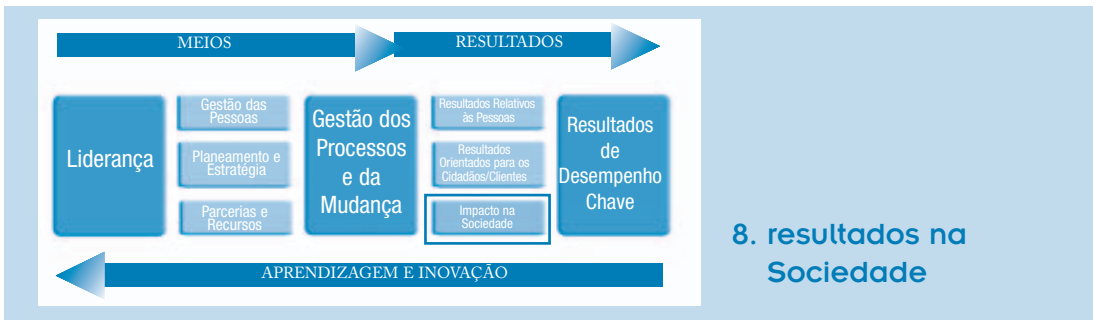 MEIOS
RESULTADOS
Liderança
Gestão das
Pessoas
Planeamento e
Estratégia
Parcerias e
Recursos
Gestão dos
Processos
e da
Mudança
Resultados Relativos
às Pessoas
Resultados
Orientados para os
Cidadãos/Clientes
Impacto na
Sociedade
Resultados
de
Desempenho
Chave
APRENDIZAGEM E INOVAÇÃO
8. resultados na
Sociedade